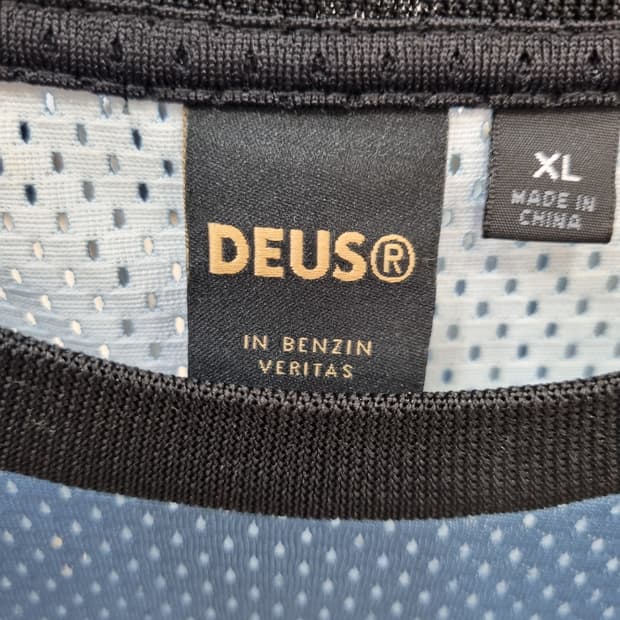 DEUS®
IN BENZIN
VERITAS
XL
MADE IN
CHINA